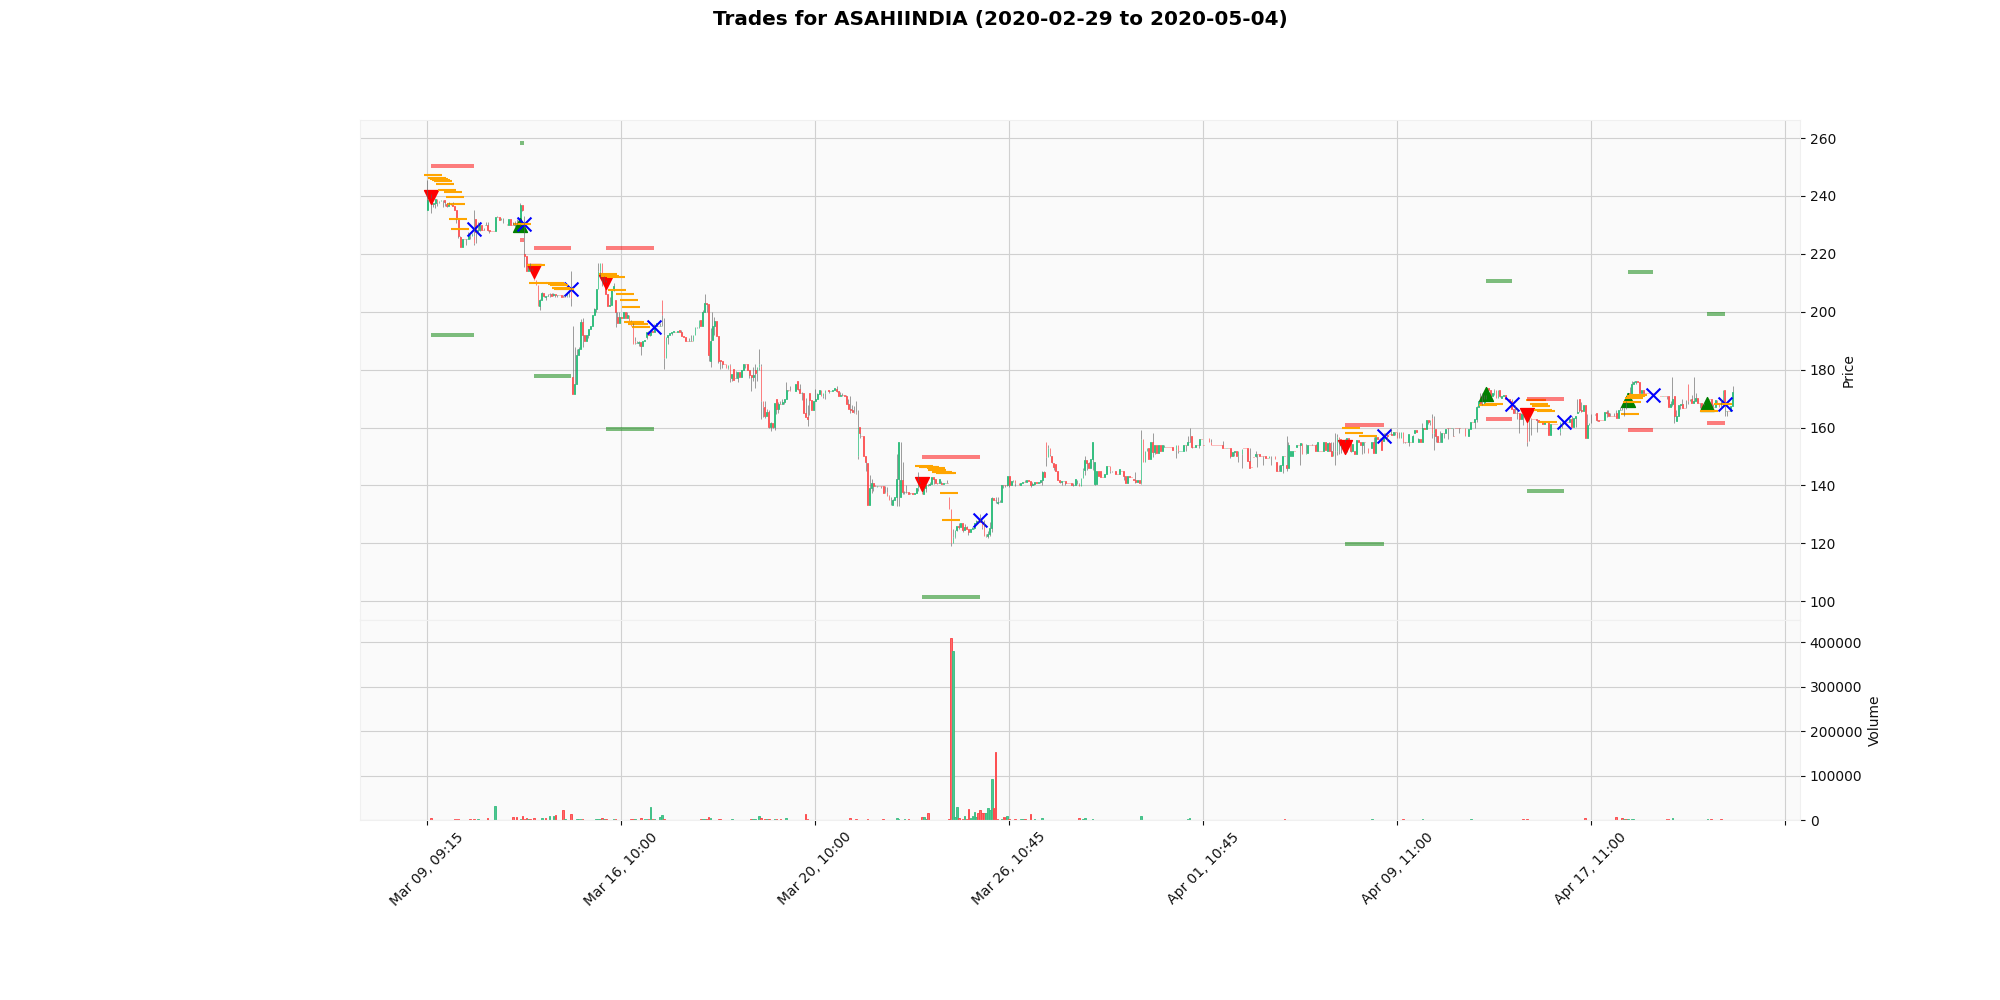 Trades for ASAHIINDIA (2020-02-29 to 2020-05-04)
260
240
220
200
180
160
140
120
100
Price
400000
300000
200000
100000
0
Volume
Mar 09, 09:15
Mar 16, 10:00
Mar 20, 10:00
Mar 26, 10:45
Apr 01, 10:45
Apr 09, 11:00
Apr 17, 11:00